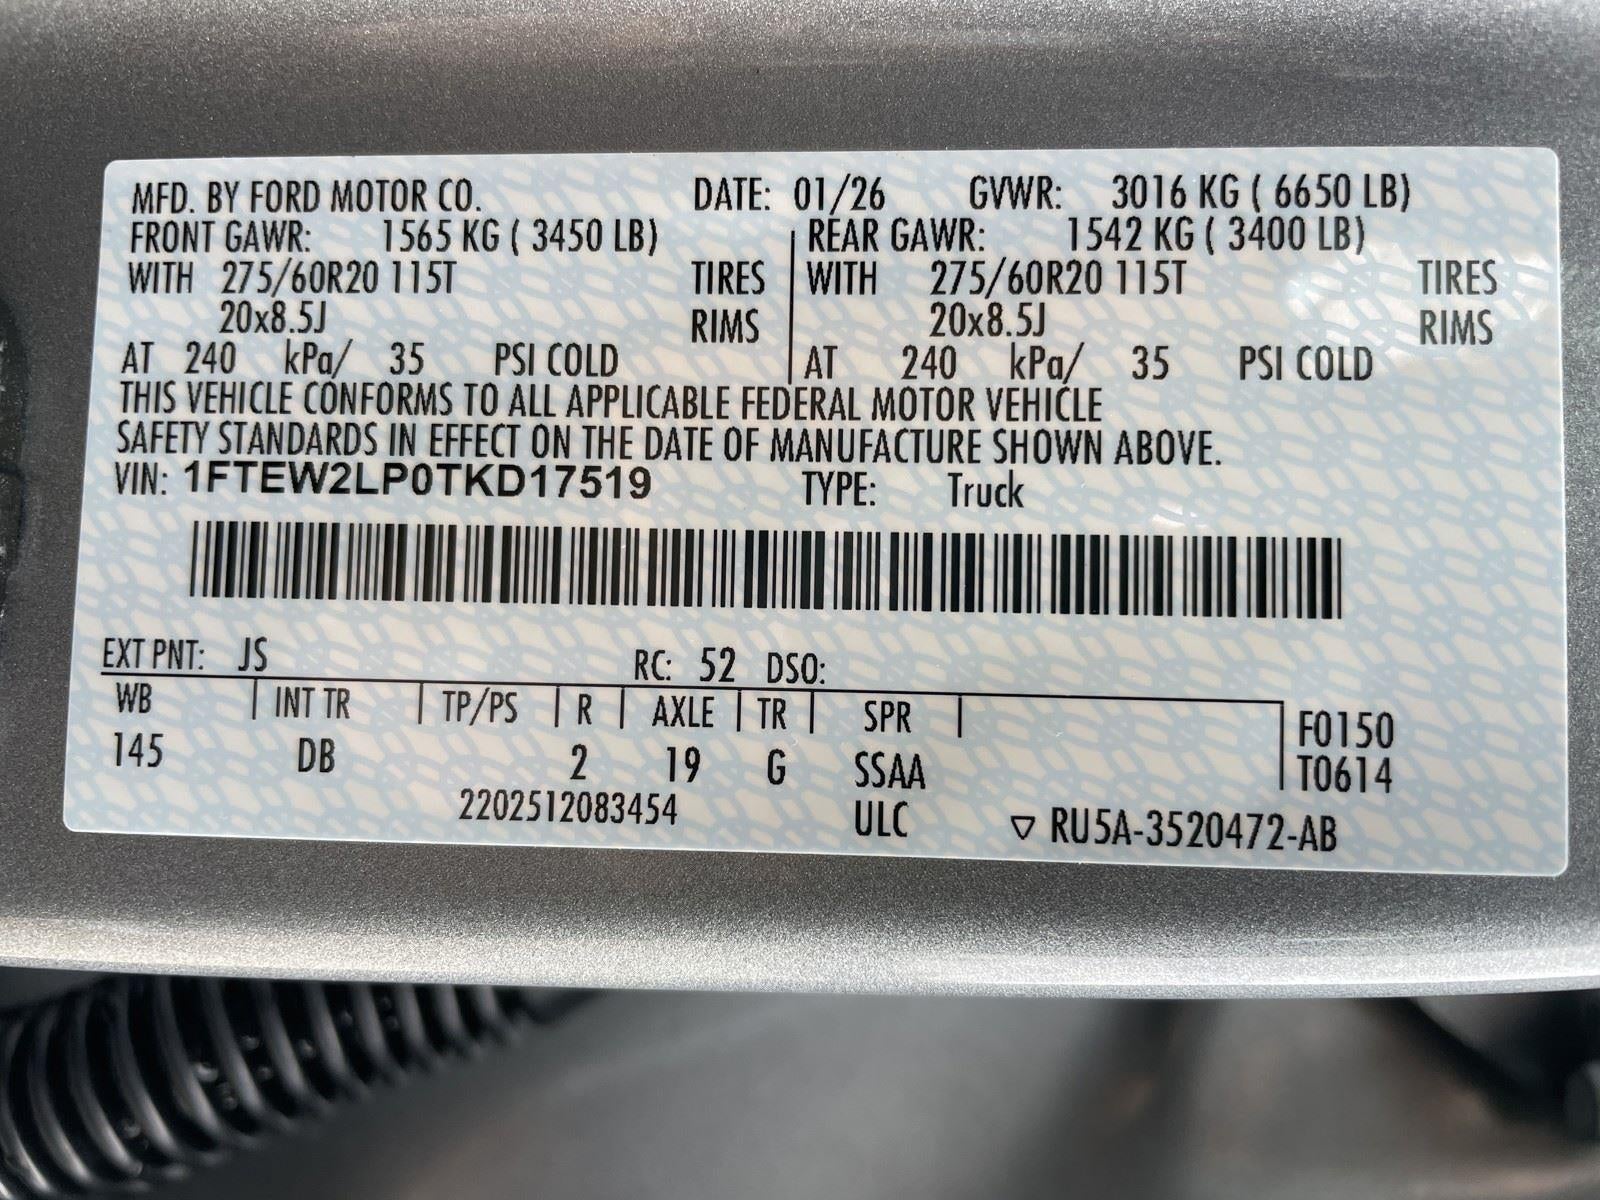 MFD. BY FORD MOTOR CO. DATE: 01/26 GVWR: 3016 KG ( 6650 LB)
FRONT GAWR: 1565 KG ( 3450 LB) REAR GAWR: 1542 KG ( 3400 LB)
WITH 275/60R20 115T TIRES WITH 275/60R20 115T TIRES
20x8.5J RIMS 20x8.5J RIMS
AT 240 kPa/ 35 PSI COLD AT 240 kPa/ 35 PSI COLD
THIS VEHICLE CONFORMS TO ALL APPLICABLE FEDERAL MOTOR VEHICLE
SAFETY STANDARDS IN EFFECT ON THE DATE OF MANUFACTURE SHOWN ABOVE.
VIN: 1FTEW2LP0TKD17519 TYPE: Truck
EXT PNT: JS RC: 52 DSO:
WB INT TR TP/PS R AXLE TR SPR F0150
145 DB 2 19 G SSAA T0614
2202512083454 ULC ▽ RU5A-3520472-AB